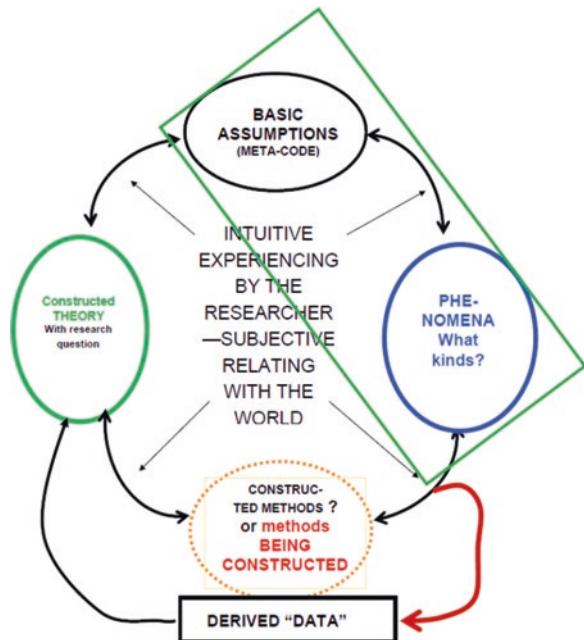 BASIC
ASSUMPTIONS
(META-CODE)
INTUITIVE
EXPERIENCING
BY THE
RESEARCHER
—SUBJECTIVE
RELATING
WITH THE
WORLD
Constructed
THEORY
With research
question
PHE-
NOMENA
What
kinds?
CONSTRUC-
TED METHODS ?
or methods
BEING
CONSTRUCTED
DERIVED “DATA”